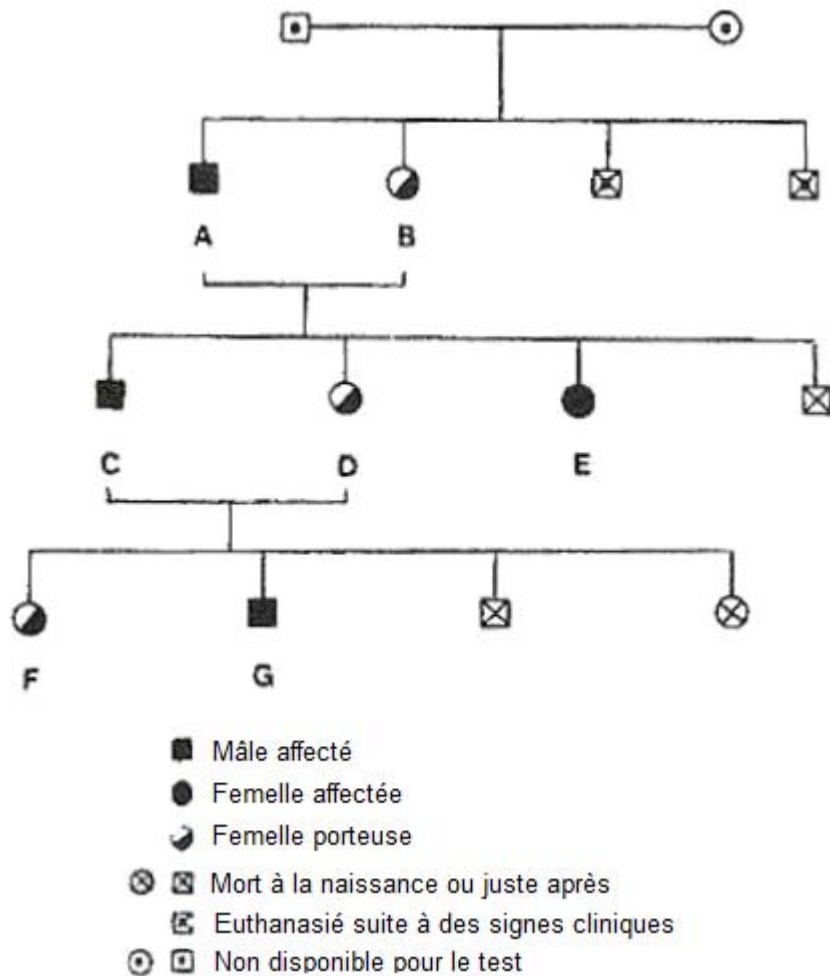 A B
C D E
F G
Mâle affecté
Femelle affectée
Femelle porteuse
Mort à la naissance ou juste après
Euthanasié suite à des signes cliniques
Non disponible pour le test